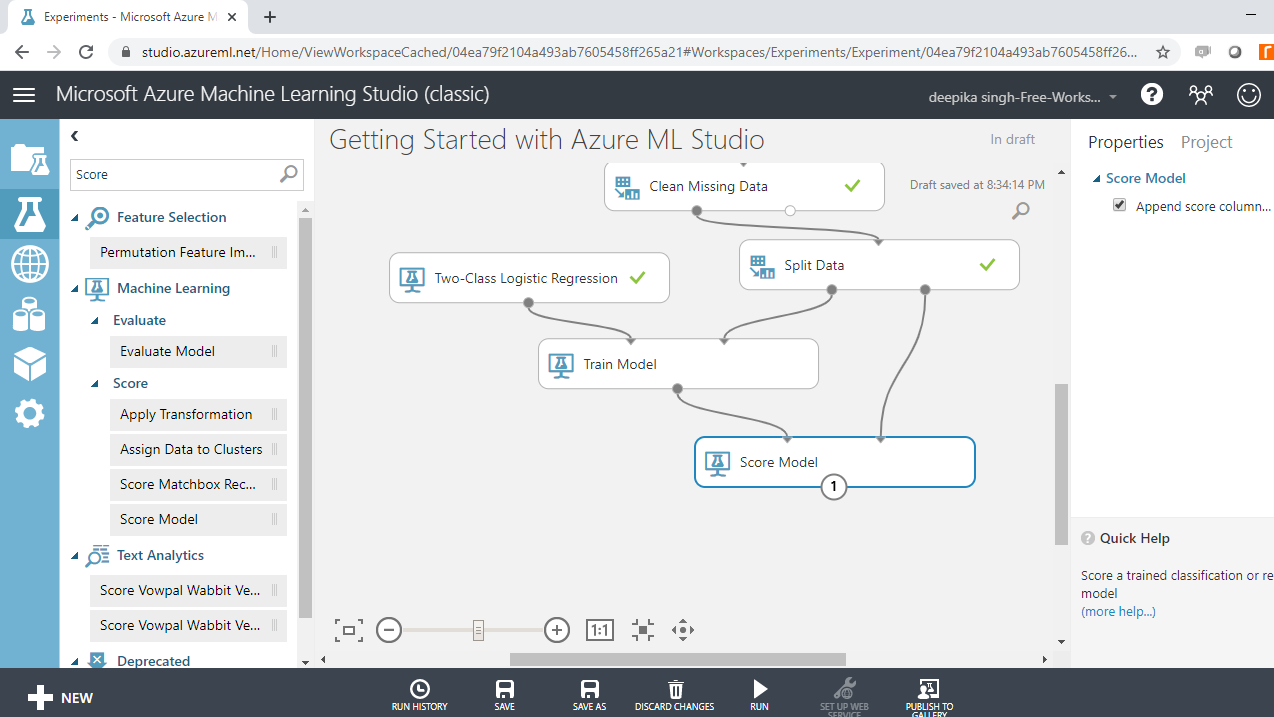 Experiments - Microsoft Azure M
studio.azureml.net/Home/ViewWorkspaceCached/04ea79f2104a493ab7605458ff265a21#Workspaces/Experiments/Experiment/04ea79f2104a493ab7605458ff26...
Microsoft Azure Machine Learning Studio (classic)
deepika singh-Free-Works...
?
Score
Feature Selection
Permutation Feature Im...
Machine Learning
Evaluate
Evaluate Model
Score
Apply Transformation
Assign Data to Clusters
Score Matchbox Rec...
Score Model
Text Analytics
Score Vowpal Wabbit Ve...
Score Vowpal Wabbit Ve...
Deprecated
Getting Started with Azure ML Studio
In draft
Draft saved at 8:34:14 PM
Clean Missing Data
Split Data
Two-Class Logistic Regression
Train Model
Score Model
1
1:1
Properties
Project
Score Model
Append score column...
? Quick Help
Score a trained classification or re
model
(more help...)
NEW
RUN HISTORY
SAVE
SAVE AS
DISCARD CHANGES
RUN
SET UP WEB
SERVICE
PUBLISH TO
GALLERY